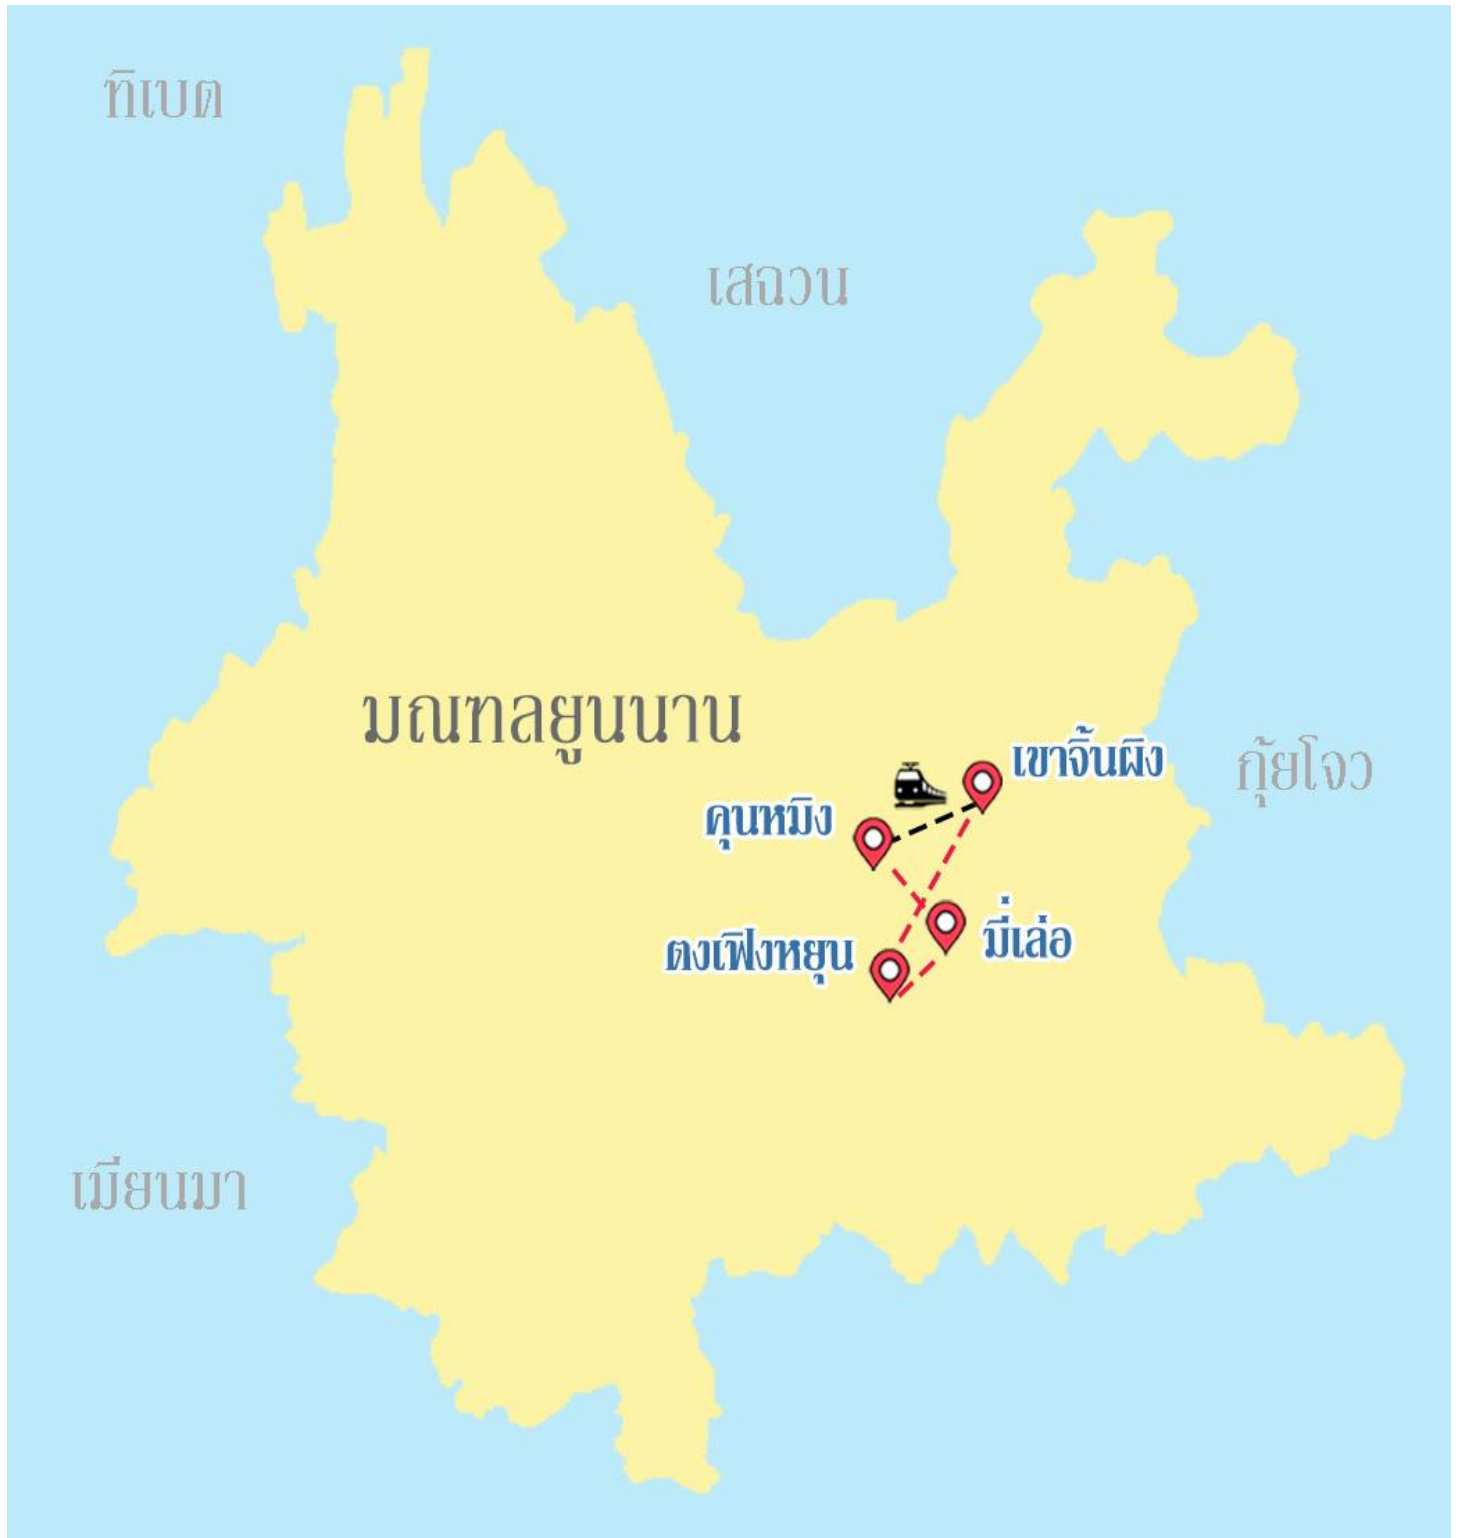 ทิเบต
เสฉวน
มณฑลยูนนาน
เขาจิ้นผิง
กุ้ยโจว
คุนหมิง
มี่เล่อ
ตงเฟิงหยุน
เมียนมา